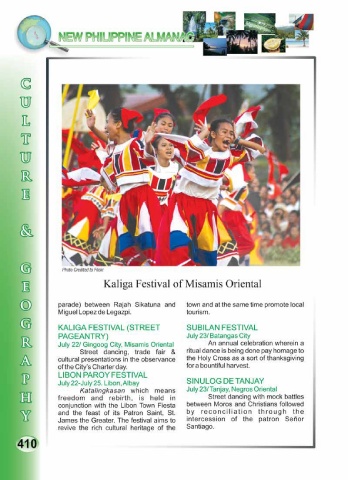 NEW PHILIPPINE ALMANAC
CULTURE & GEOGRAPHY
Kaliga Festival of Misamis Oriental
parade) between Rajah Sikatuna and
Miguel Lopez de Legazpi.
KALIGA FESTIVAL (STREET
PAGEANTRY)
July 22/ Gingoog City, Misamis Oriental
Street dancing, trade fair &
cultural presentations in the observance
of the City's Charter day.
LIBON PAROY FESTIVAL
July 22-July 25. Libon, Albay
Katalingkasan which means
freedom and rebirth, is held in
conjunction with the Libon Town Fiesta
and the feast of its Patron Saint, St.
James the Greater. The festival aims to
revive the rich cultural heritage of the
town and at the same time promote local
tourism.
SUBILAN FESTIVAL
July 23/ Batangas City
An annual celebration wherein a
ritual dance is being done pay homage to
the Holy Cross as a sort of thanksgiving
for a bountiful harvest.
SINULOG DE TANJAY
July 23/ Tanjay, Negros Oriental
Street dancing with mock battles
between Moros and Christians followed
by reconciliation through the
intercession of the patron Señor
Santiago.
410